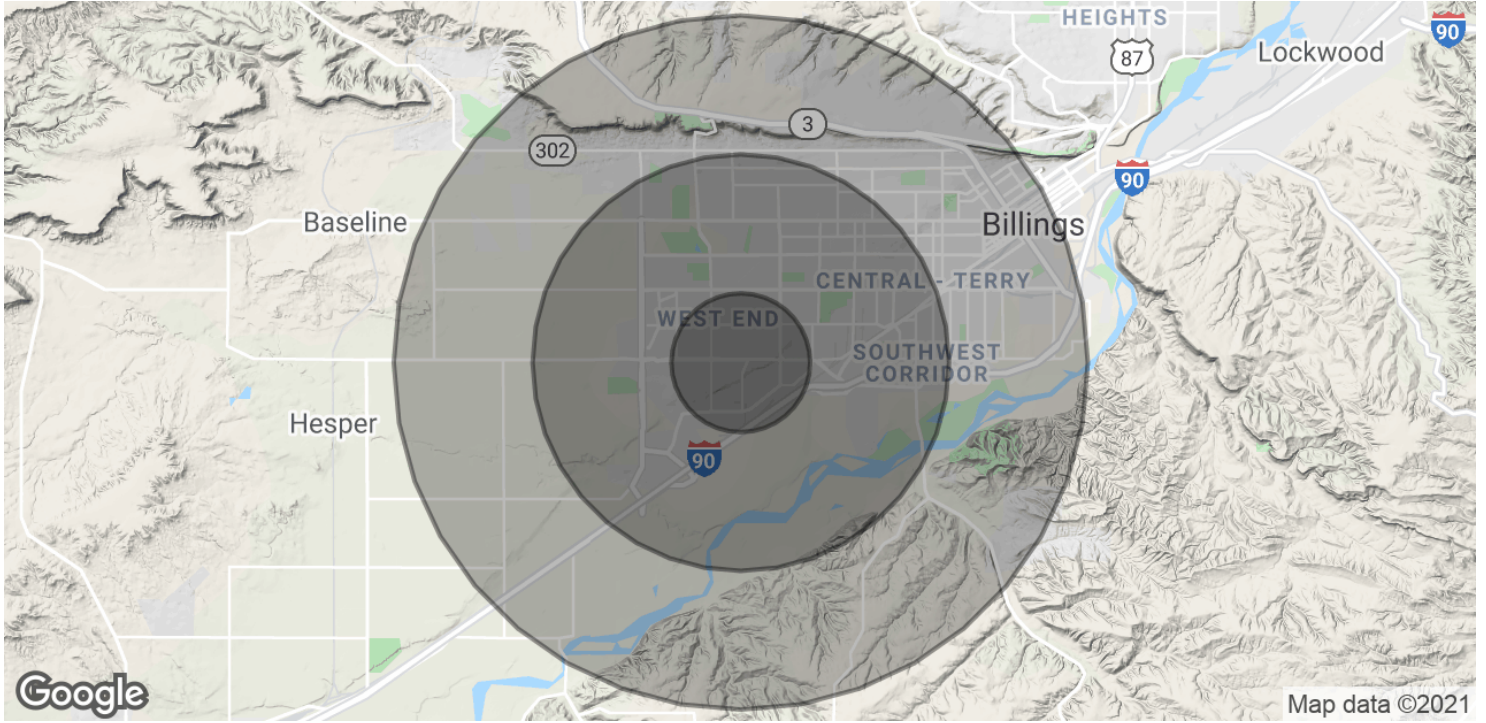 HEIGHTS
90
87
Lockwood
3
302
90
Baseline
Billings
CENTRAL - TERRY
WEST END
SOUTHWEST
CORRIDOR
Hesper
90
Google
Map data ©2021